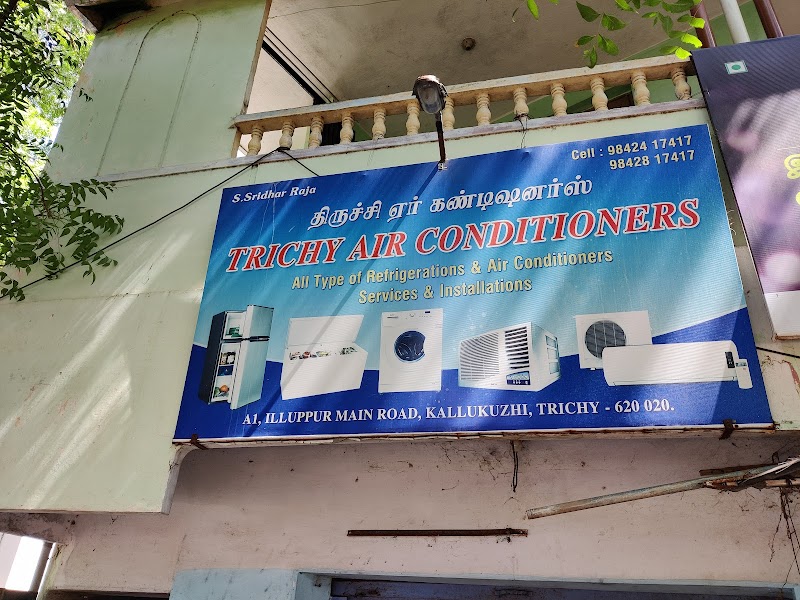 S.Sridhar Raja
Cell : 98424 17417
98428 17417
திருச்சி ஏர் கண்டிஷனர்ஸ்
TRICHY AIR CONDITIONERS
All Type of Refrigerations & Air Conditioners
Services & Installations
A1, ILLUPPUR MAIN ROAD, KALLUKUZHI, TRICHY - 620 020.